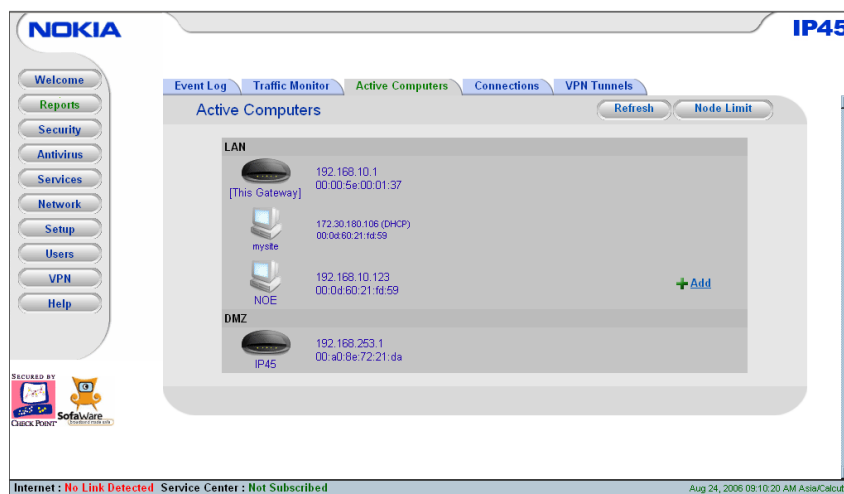 NOKIA
IP45
Welcome
Reports
Security
Antivirus
Services
Network
Setup
Users
VPN
Help
Event Log Traffic Monitor Active Computers Connections VPN Tunnels
Active Computers
Refresh Node Limit
LAN
192.168.10.1
00:00:5e:00:01:37
[This Gateway]
172.30.180.106 (DHCP)
00:0d:60:21:fd:59
mysite
192.168.10.123
00:0d:60:21:fd:59
NOE
Add
DMZ
192.168.253.1
00:a0:8e:72:21:da
IP45
SECURED BY
CHECK POINT
SofaWare
Internet : No Link Detected Service Center : Not Subscribed
Aug 24, 2006 09:10:20 AM Asia/Calcut